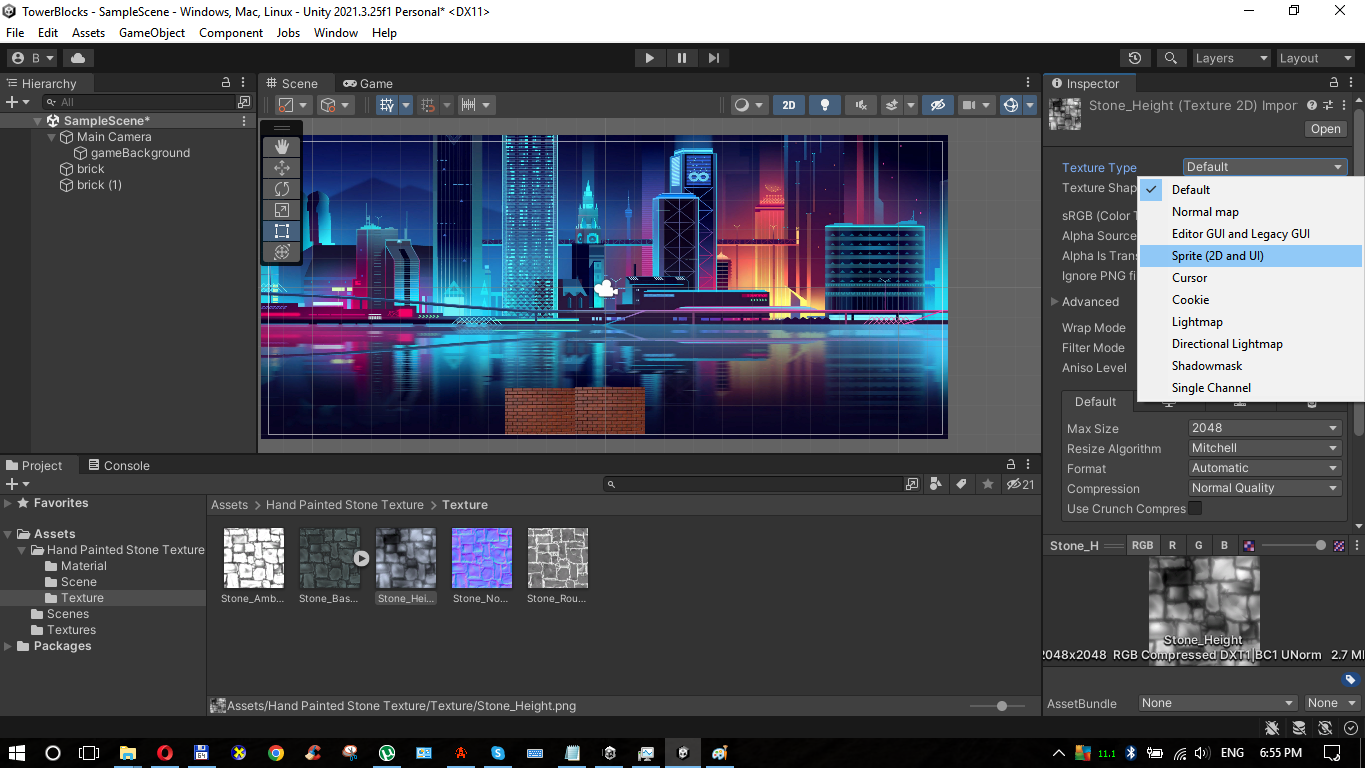 TowerBlocks - SampleScene - Windows, Mac, Linux - Unity 2021.3.25f1 Personal* <DX11>
File Edit Assets GameObject Component Jobs Window Help
B Layers Layout
Hierarchy
All
SampleScene*
Main Camera
gameBackground
brick
brick (1)
Scene Game
2D
Inspector
Stone_Height (Texture 2D) Impor
Open
Texture Type Default
Texture Shap
sRGB (Color T
Alpha Source
Alpha Is Trans
Ignore PNG fi
Advanced
Wrap Mode
Filter Mode
Aniso Level
Default
Normal map
Editor GUI and Legacy GUI
Sprite (2D and UI)
Cursor
Cookie
Lightmap
Directional Lightmap
Shadowmask
Single Channel
Default
Max Size 2048
Resize Algorithm Mitchell
Format Automatic
Compression Normal Quality
Use Crunch Compres
Stone_H RGB R G B
Stone_Height
2048x2048 RGB Compressed DXT1|BC1 UNorm 2.7 M
AssetBundle None None
Project Console
21
Favorites
Assets
Hand Painted Stone Texture
Material
Scene
Texture
Scenes
Textures
Packages
Assets > Hand Painted Stone Texture > Texture
Stone_Amb... Stone_Bas... Stone_Hei... Stone_No... Stone_Rou...
Assets/Hand Painted Stone Texture/Texture/Stone_Height.png
64 11.1 ENG 6:55 PM